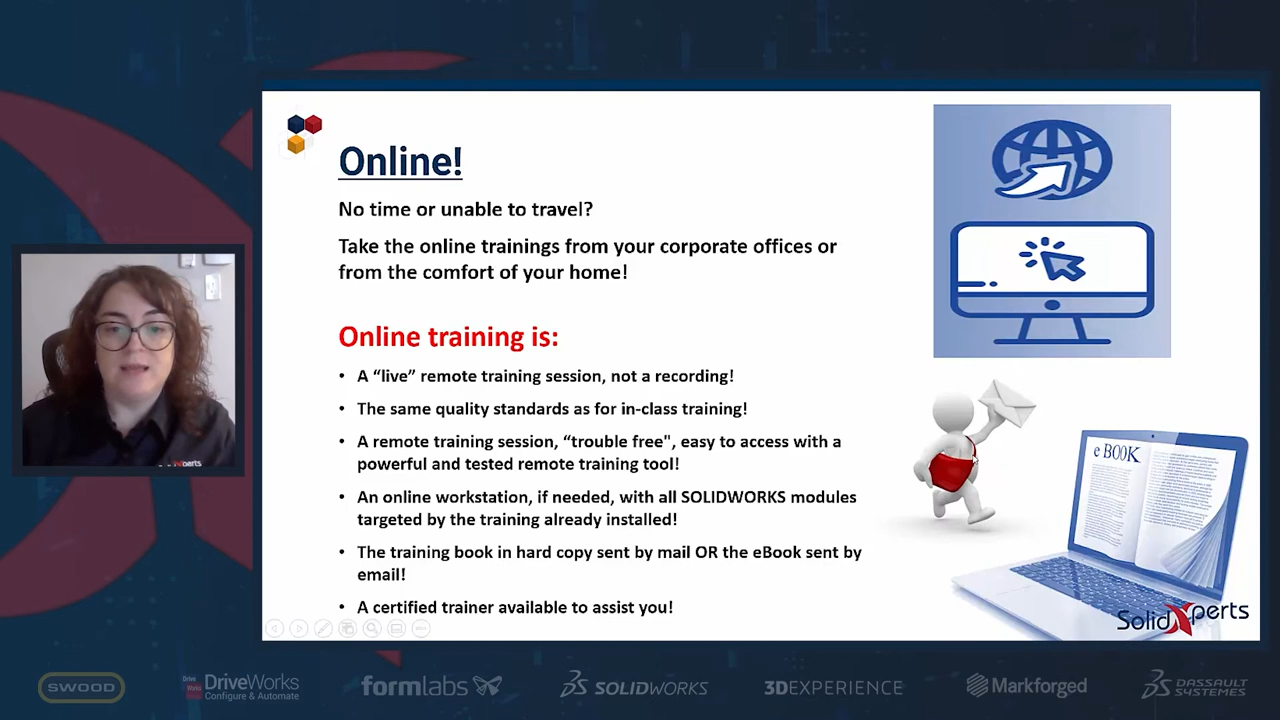 Online!
No time or unable to travel?
Take the online trainings from your corporate offices or
from the comfort of your home!
Online training is:
• A “live” remote training session, not a recording!
• The same quality standards as for in-class training!
• A remote training session, “trouble free", easy to access with a
powerful and tested remote training tool!
• An online workstation, if needed, with all SOLIDWORKS modules
targeted by the training already installed!
• The training book in hard copy sent by mail OR the eBook sent by
email!
• A certified trainer available to assist you!
e BOOK
SolidXperts
SWOOD
Drive Works
DriveWorks
Configure & Automate
formlabs
SOLIDWORKS
3DEXPERIENCE
Markforged
DASSAULT
SYSTEMES